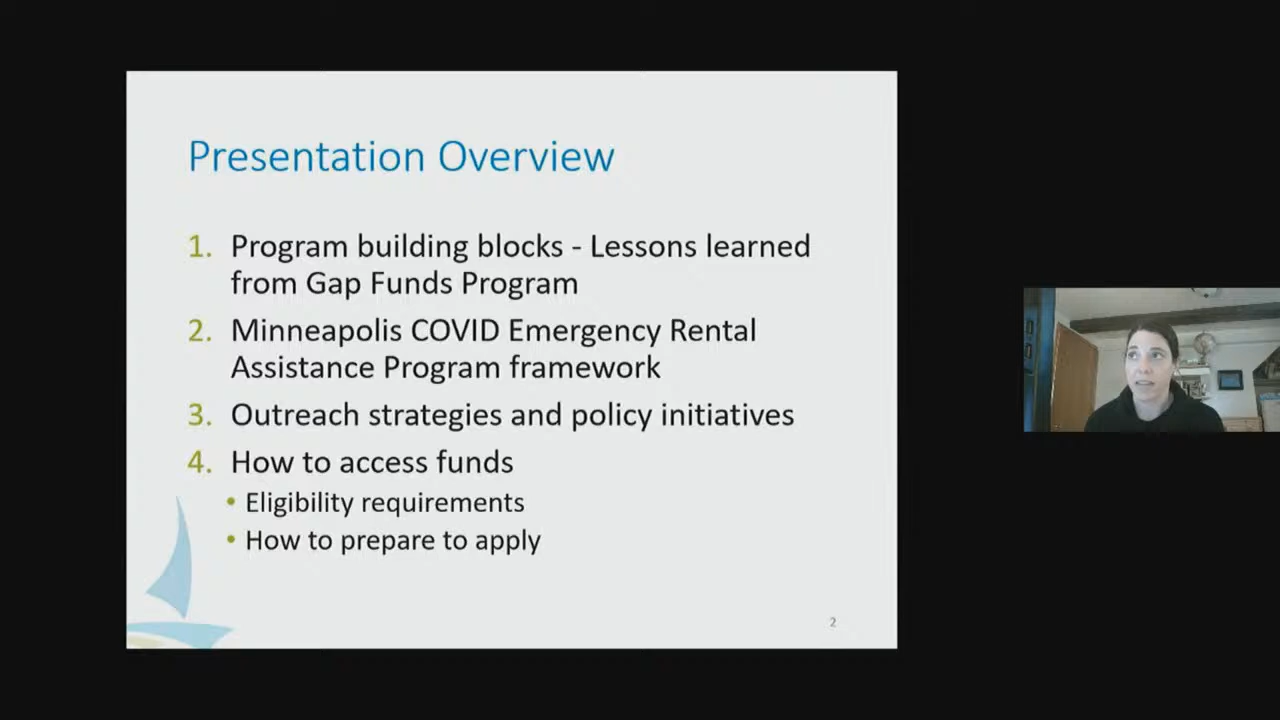 Presentation Overview
1. Program building blocks - Lessons learned
from Gap Funds Program
2. Minneapolis COVID Emergency Rental
Assistance Program framework
3. Outreach strategies and policy initiatives
4. How to access funds
• Eligibility requirements
• How to prepare to apply
2